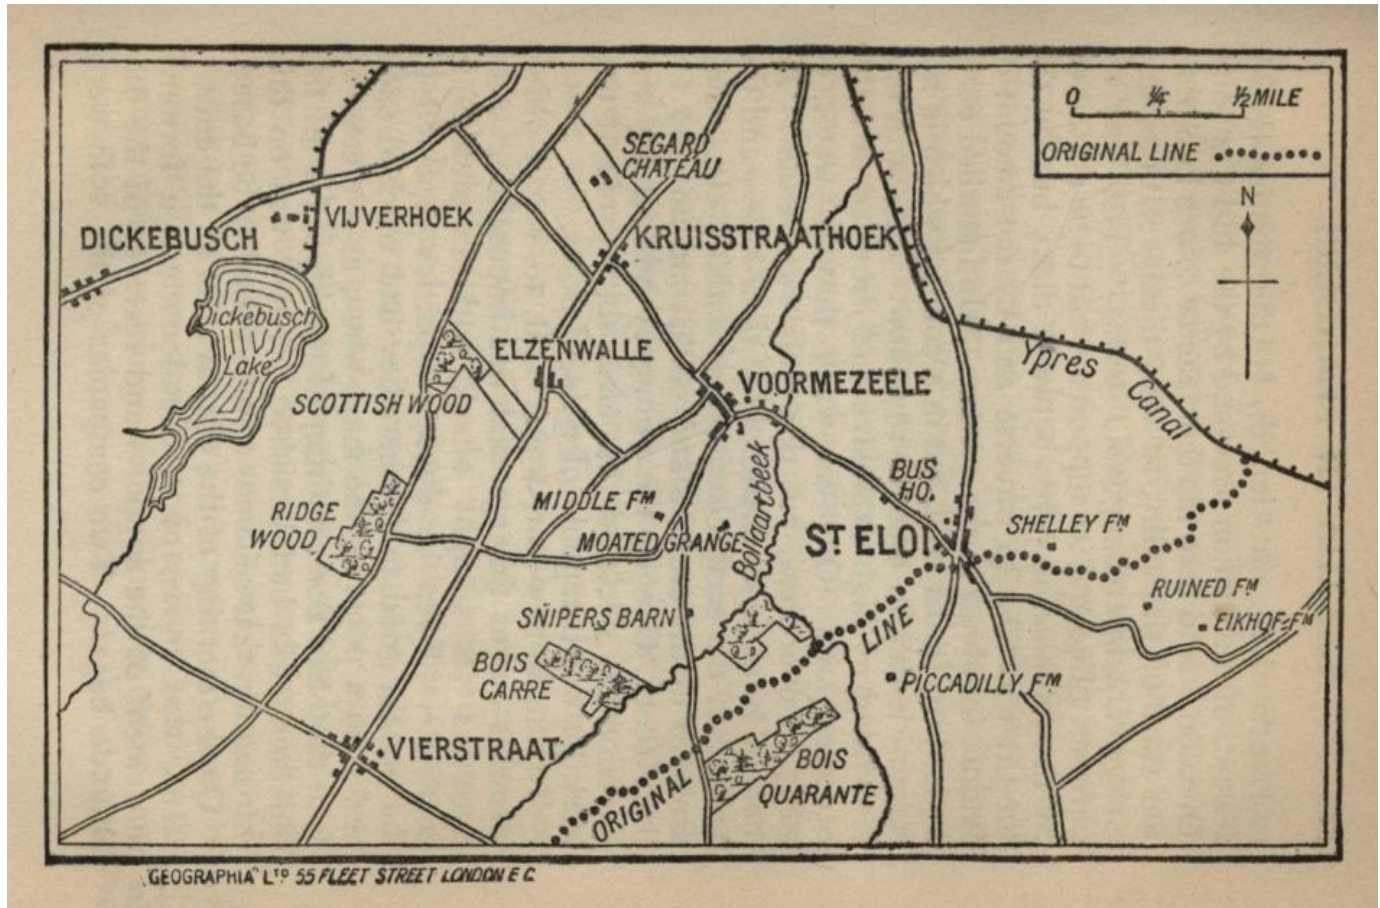 0 ¼ ½ MILE
ORIGINAL LINE
N
SEGARD
CHATEAU
VIJVERHOEK
DICKEBUSCH
KRUISSTRAATHOEK
Dickebusch
Lake
ELZENWALLE
Ypres
Canal
VOORMEZEELE
SCOTTISH WOOD
BUS
HO.
RIDGE
WOOD
MIDDLE FM
MOATED GRANGE
Bollaartbeek
ST ELOI
SHELLEY FM
RUINED FM
EIKHOF FM
SNIPERS BARN
LINE
BOIS
CARRE
PICCADILLY FM
VIERSTRAAT
BOIS
QUARANTE
ORIGINAL
"GEOGRAPHIA" LTD 55 FLEET STREET LONDON E C